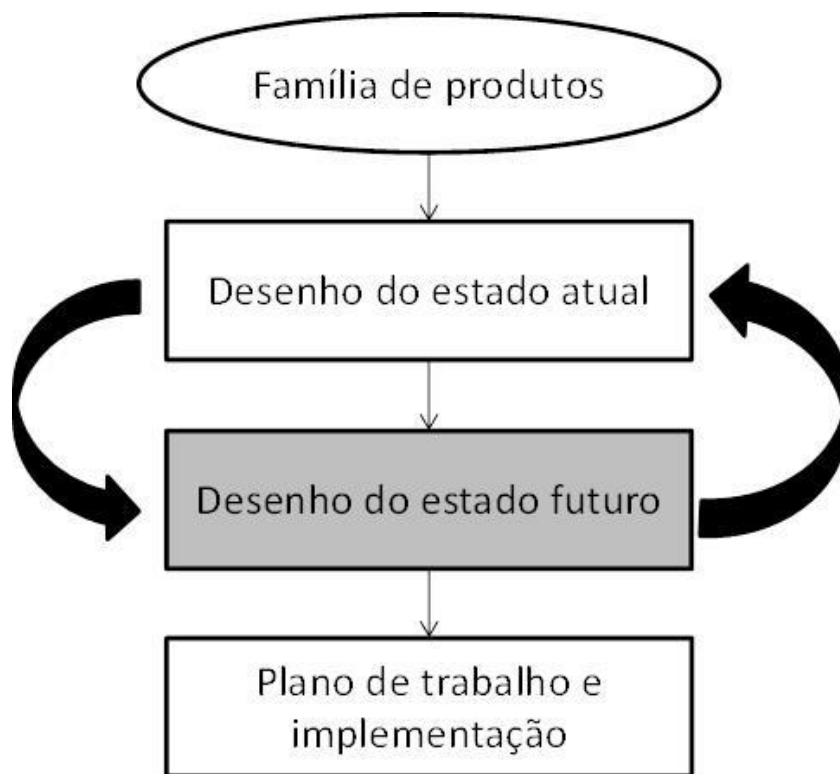 Família de produtos
Desenho do estado atual
Desenho do estado futuro
Plano de trabalho e
implementação